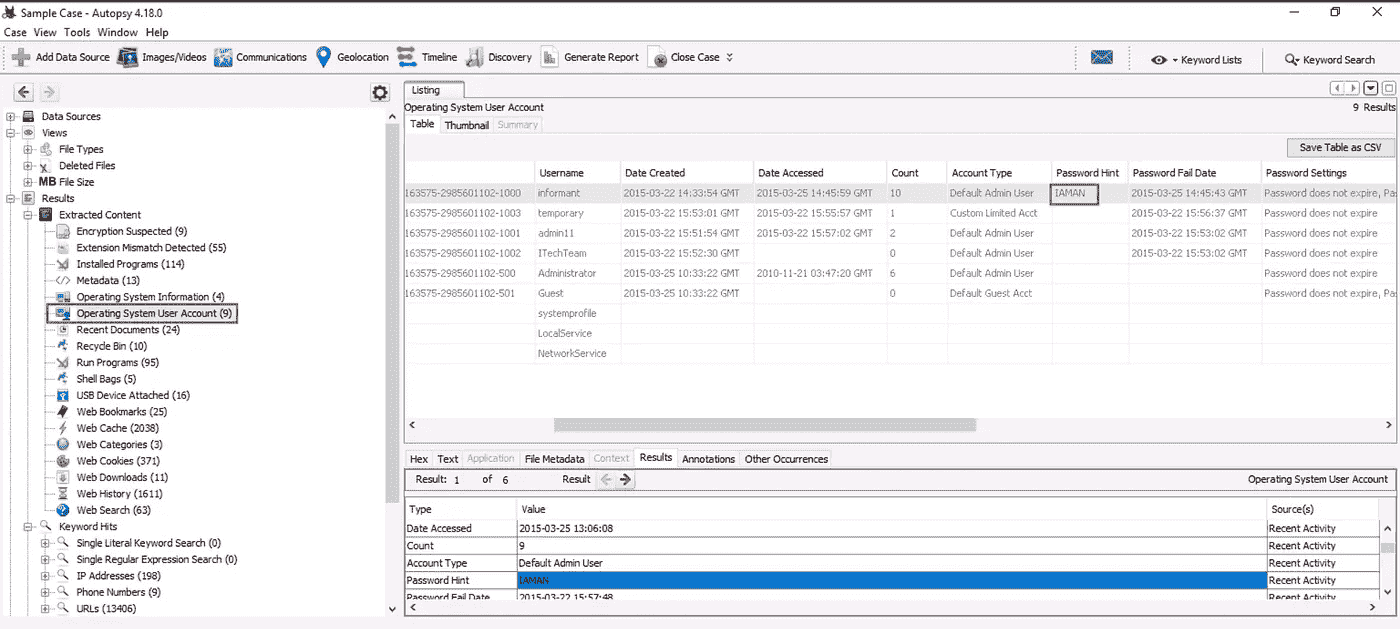 Sample Case - Autopsy 4.18.0
Case View Tools Window Help
Add Data Source Images/Videos Communications Geolocation Timeline Discovery Generate Report Close Case Keyword Lists Keyword Search
Data Sources
Views
File Types
Deleted Files
MB File Size
Results
Extracted Content
Encryption Suspected (9)
Extension Mismatch Detected (55)
Installed Programs (114)
Metadata (13)
Operating System Information (4)
Operating System User Account (9)
Recent Documents (24)
Recycle Bin (10)
Run Programs (95)
Shell Bags (5)
USB Device Attached (16)
Web Bookmarks (25)
Web Cache (2038)
Web Categories (3)
Web Cookies (371)
Web Downloads (11)
Web History (1611)
Web Search (63)
Keyword Hits
Single Literal Keyword Search (0)
Single Regular Expression Search (0)
IP Addresses (198)
Phone Numbers (9)
URLs (13406)
Listing
Operating System User Account 9 Results
Table Thumbnail Summary
Save Table as CSV
Username Date Created Date Accessed Count Account Type Password Hint Password Fail Date Password Settings
163575-2985601102-1000 informant 2015-03-22 14:33:54 GMT 2015-03-25 14:45:59 GMT 10 Default Admin User IAMAN 2015-03-25 14:45:43 GMT Password does not expire, Pa
163575-2985601102-1003 temporary 2015-03-22 15:53:01 GMT 2015-03-22 15:55:57 GMT 1 Custom Limited Acct 2015-03-22 15:56:37 GMT Password does not expire
163575-2985601102-1001 admin11 2015-03-22 15:51:54 GMT 2015-03-22 15:57:02 GMT 2 Default Admin User 2015-03-22 15:53:02 GMT Password does not expire
163575-2985601102-1002 ITechTeam 2015-03-22 15:52:30 GMT 0 Default Admin User 2015-03-22 15:53:02 GMT Password does not expire
163575-2985601102-500 Administrator 2015-03-25 10:33:22 GMT 2010-11-21 03:47:20 GMT 6 Default Admin User Password does not expire
163575-2985601102-501 Guest 2015-03-25 10:33:22 GMT 0 Default Guest Acct Password does not expire, Pa
systemprofile
LocalService
NetworkService
Hex Text Application File Metadata Context Results Annotations Other Occurrences
Result: 1 of 6 Result Operating System User Account
Type Value Source(s)
Date Accessed 2015-03-25 13:06:08 Recent Activity
Count 9 Recent Activity
Account Type Default Admin User Recent Activity
Password Hint IAMAN Recent Activity
Password Fail Date 2015-03-22 15:57:48 Recent Activity